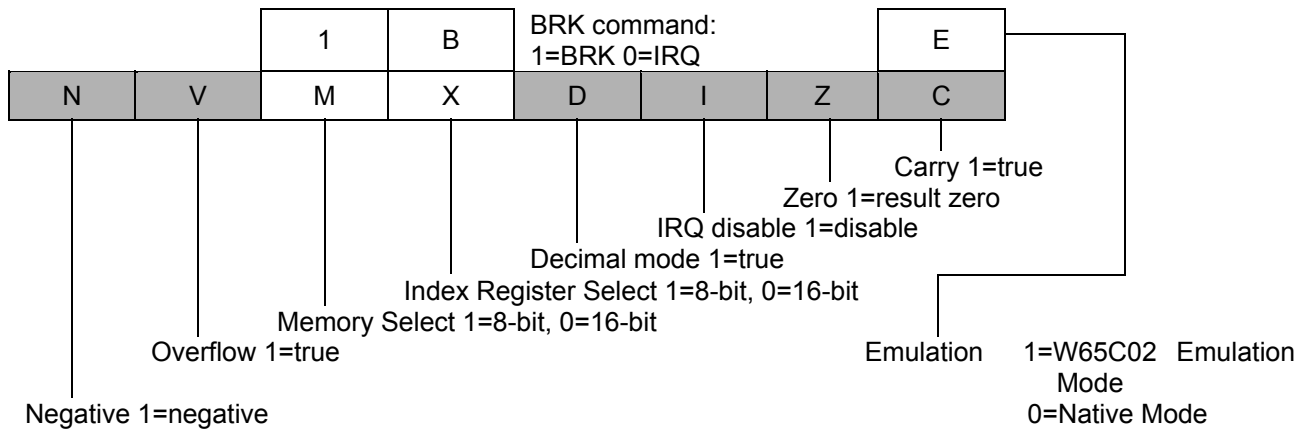 1 B BRK command: E
1=BRK 0=IRQ
N V M X D I Z C
Carry 1=true
Zero 1=result zero
IRQ disable 1=disable
Decimal mode 1=true
Index Register Select 1=8-bit, 0=16-bit
Memory Select 1=8-bit, 0=16-bit
Overflow 1=true Emulation 1=W65C02 Emulation
Mode
Negative 1=negative 0=Native Mode